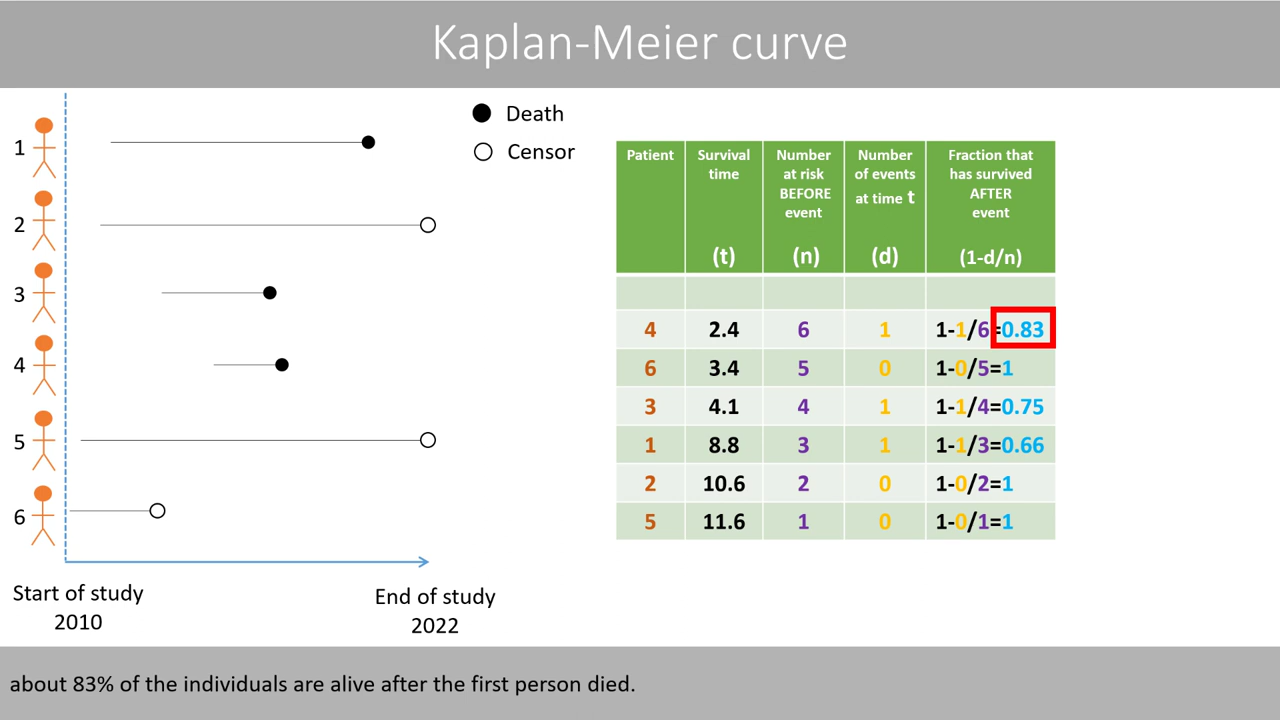 Kaplan-Meier curve
Death
Censor
1
2
3
4
5
6
Start of study
2010
End of study
2022
Patient Survival time (t) Number at risk BEFORE event (n) Number of events at time t (d) Fraction that has survived AFTER event (1-d/n)
4 2.4 6 1 1-1/6=0.83
6 3.4 5 0 1-0/5=1
3 4.1 4 1 1-1/4=0.75
1 8.8 3 1 1-1/3=0.66
2 10.6 2 0 1-0/2=1
5 11.6 1 0 1-0/1=1
about 83% of the individuals are alive after the first person died.